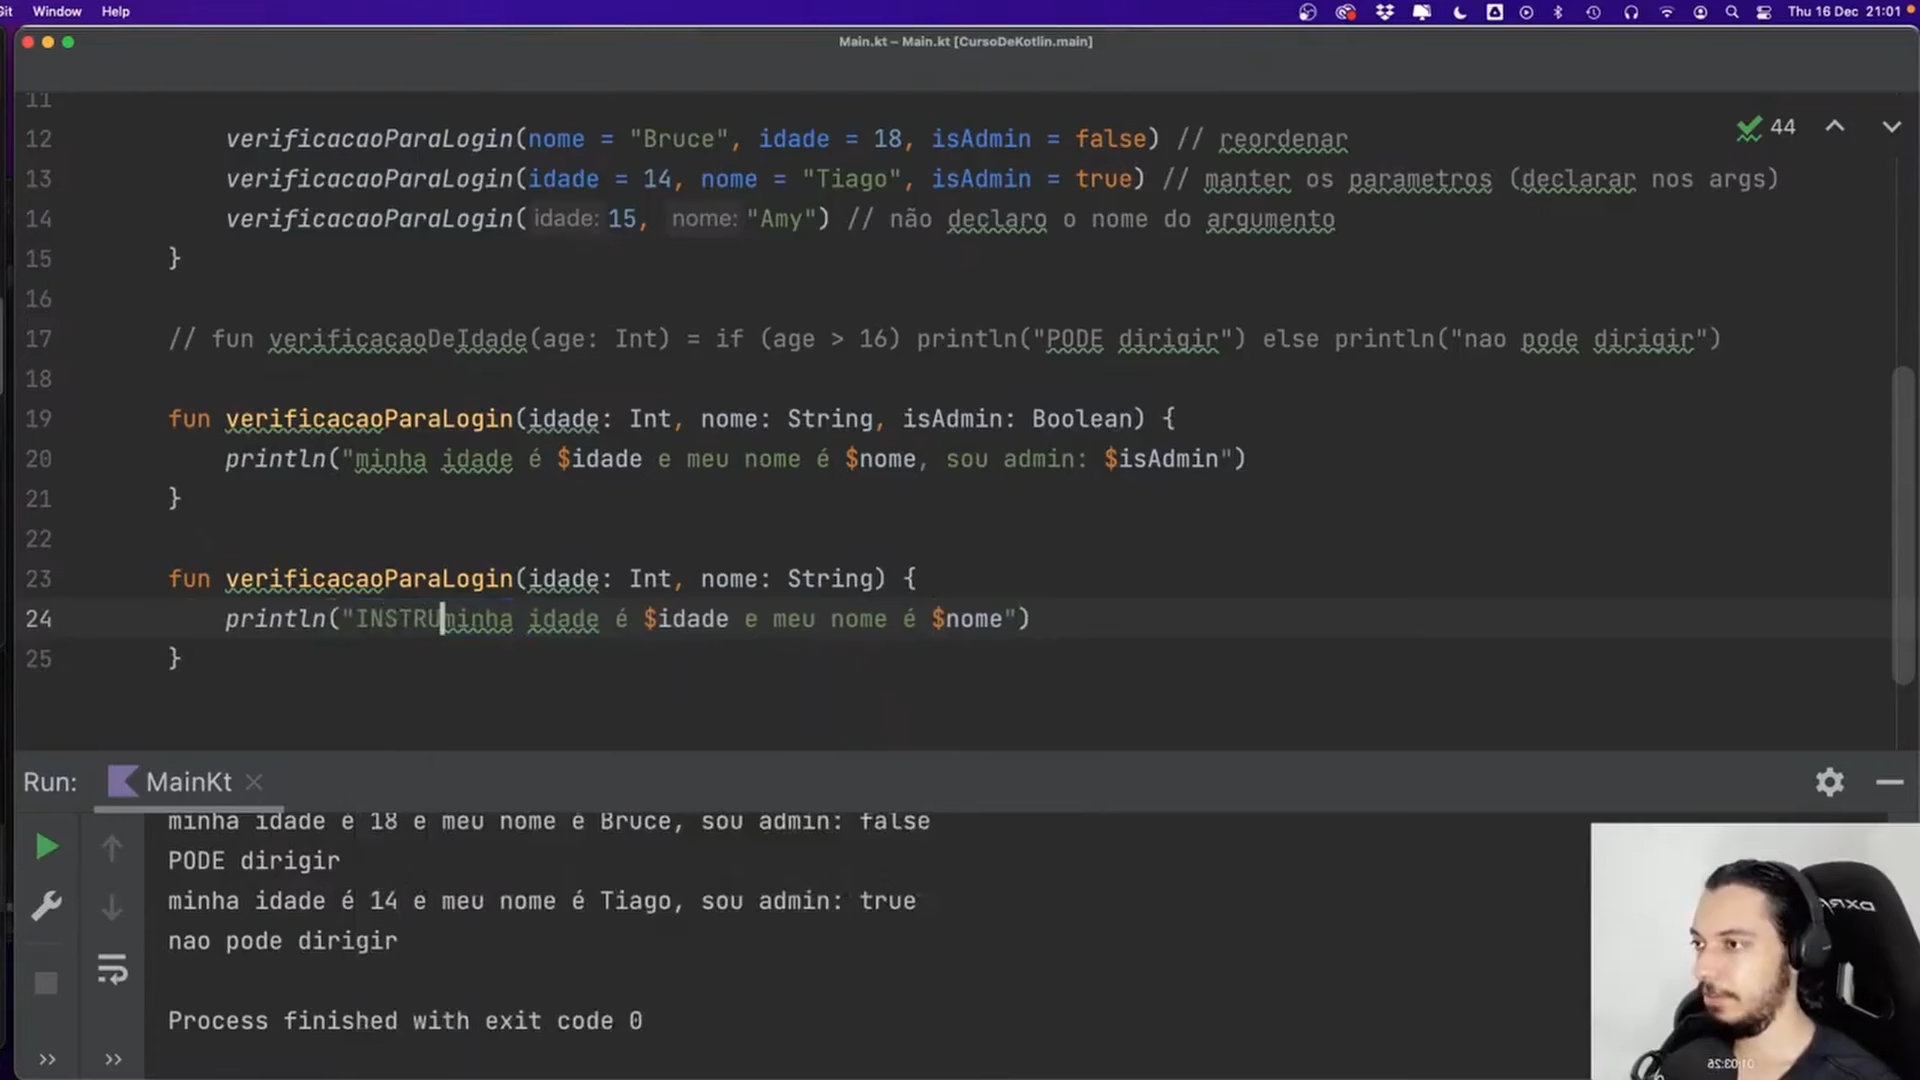 Git Window Help Thu 16 Dec 21:01
Main.kt – Main.kt [CursoDeKotlin.main]
11
12 verificacaoParaLogin(nome = "Bruce", idade = 18, isAdmin = false) // reordenar
13 verificacaoParaLogin(idade = 14, nome = "Tiago", isAdmin = true) // manter os parametros (declarar nos args)
14 verificacaoParaLogin( idade: 15, nome: "Amy") // não declaro o nome do argumento
15 }
16
17 // fun verificacaoDeIdade(age: Int) = if (age > 16) println("PODE dirigir") else println("nao pode dirigir")
18
19 fun verificacaoParaLogin(idade: Int, nome: String, isAdmin: Boolean) {
20 println("minha idade é $idade e meu nome é $nome, sou admin: $isAdmin")
21 }
22
23 fun verificacaoParaLogin(idade: Int, nome: String) {
24 println("INSTRUminha idade é $idade e meu nome é $nome")
25 }
44
Run: MainKt
minha idade é 18 e meu nome é Bruce, sou admin: false
PODE dirigir
minha idade é 14 e meu nome é Tiago, sou admin: true
nao pode dirigir
Process finished with exit code 0
01:03:26